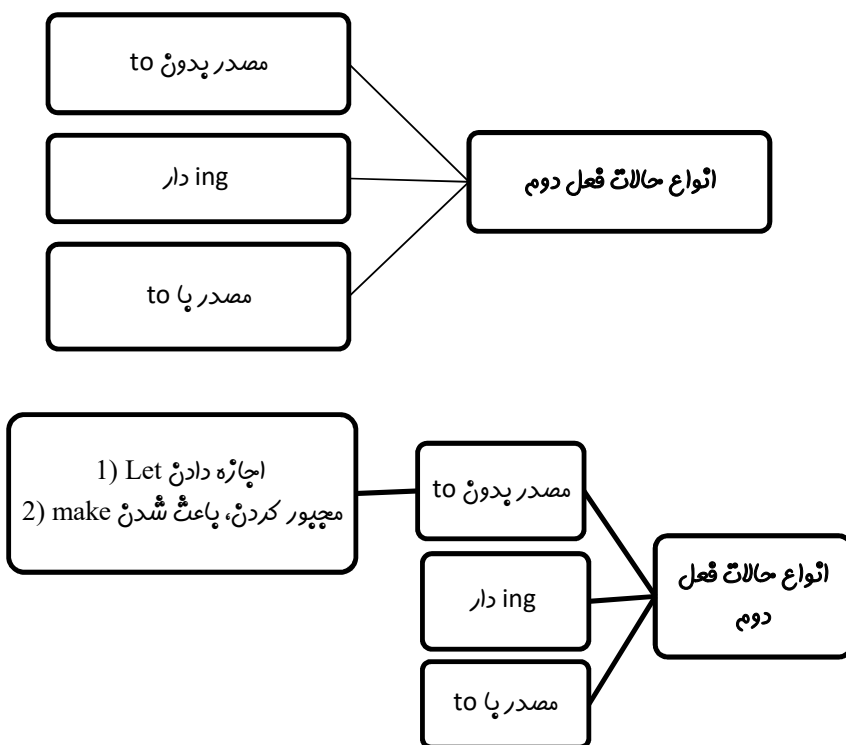 انواع حالات فعل دوم
مصدر بدون to
ing دار
مصدر با to
انواع حالات فعل
دوم
مصدر بدون to
1) Let اجازه دادن
2) make مجبور کردن، باعث شدن
ing دار
مصدر با to